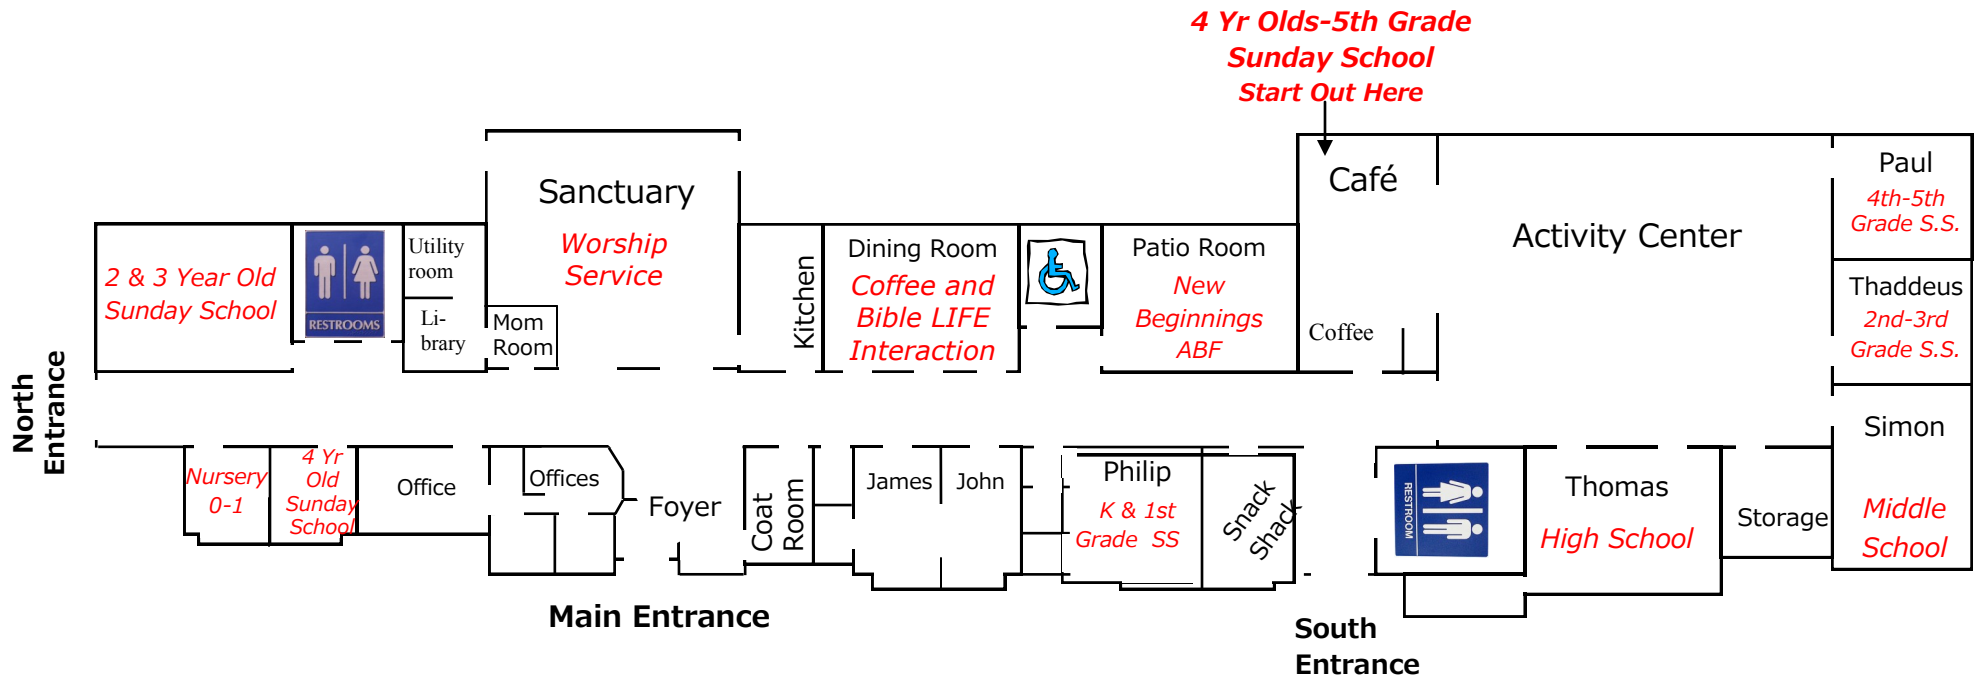 4 Yr Olds-5th Grade
Sunday School
Start Out Here
North
Entrance
2 & 3 Year Old
Sunday School
RESTROOMS
Utility
room
Li-
brary
Mom
Room
Sanctuary
Worship
Service
Kitchen
Dining Room
Coffee and
Bible LIFE
Interaction
Patio Room
New
Beginnings
ABF
Café
Coffee
Activity Center
Paul
4th-5th
Grade S.S.
Thaddeus
2nd-3rd
Grade S.S.
Simon
Middle
School
Nursery
0-1
4 Yr
Old
Sunday
School
Office
Offices
Foyer
Coat
Room
James
John
Philip
K & 1st
Grade SS
Snack
Shack
RESTROOM
Thomas
High School
Storage
Main Entrance
South
Entrance